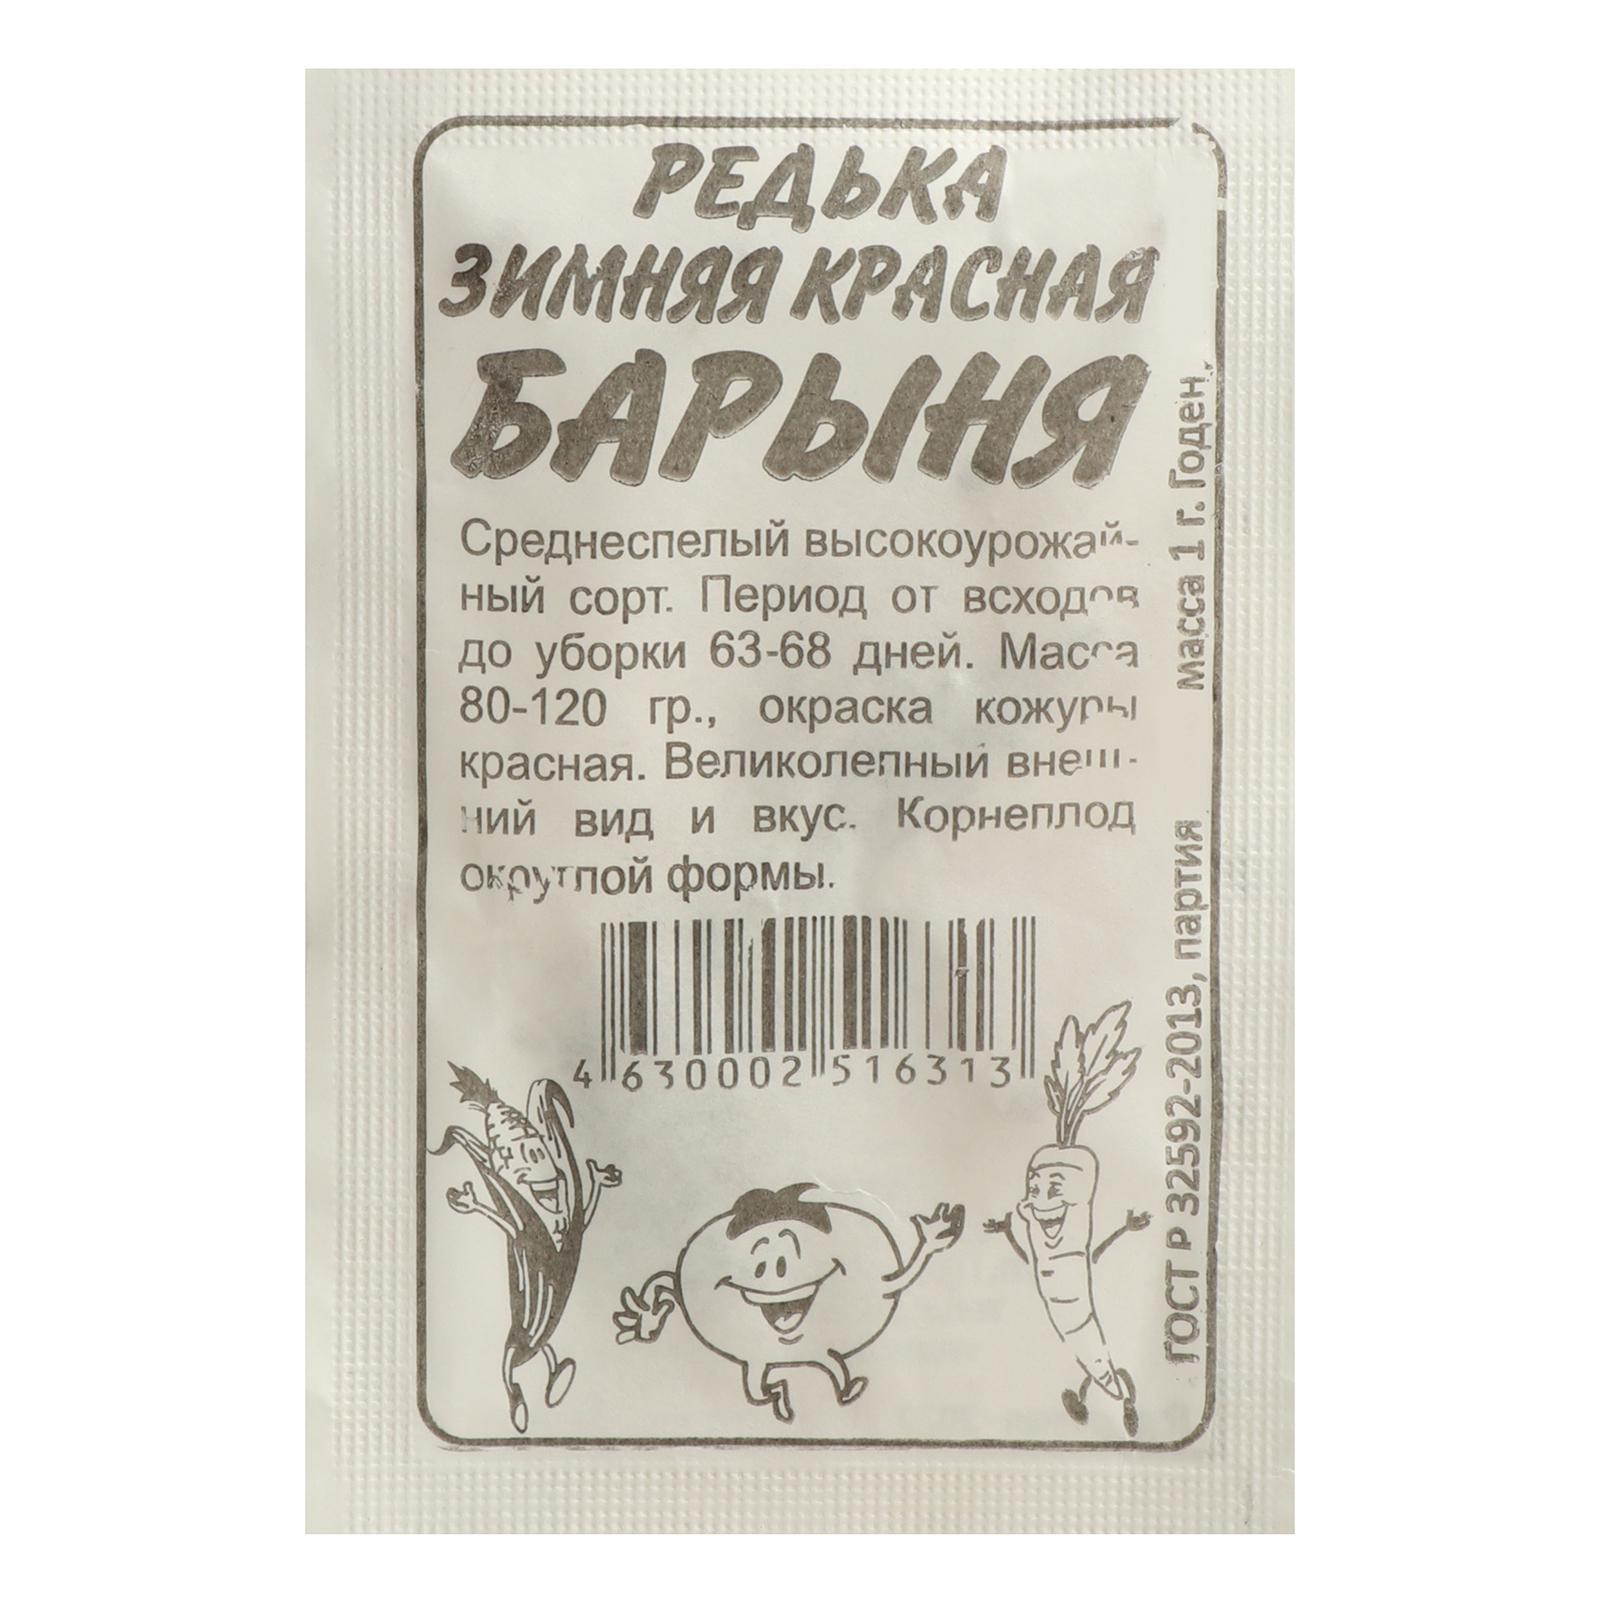 РЕДЬКА
ЗИМНЯЯ КРАСНАЯ
БАРЫНЯ
Среднеспелый высокоурожай-
ный сорт. Период от всходов
до уборки 63-68 дней. Масса
80-120 гр., окраска кожуры
красная. Великолепный внеш-
ний вид и вкус. Корнеплод
округлой формы.
4 630002 516313
ГОСТ Р 32592-2013, партия масса 1 г. Годен